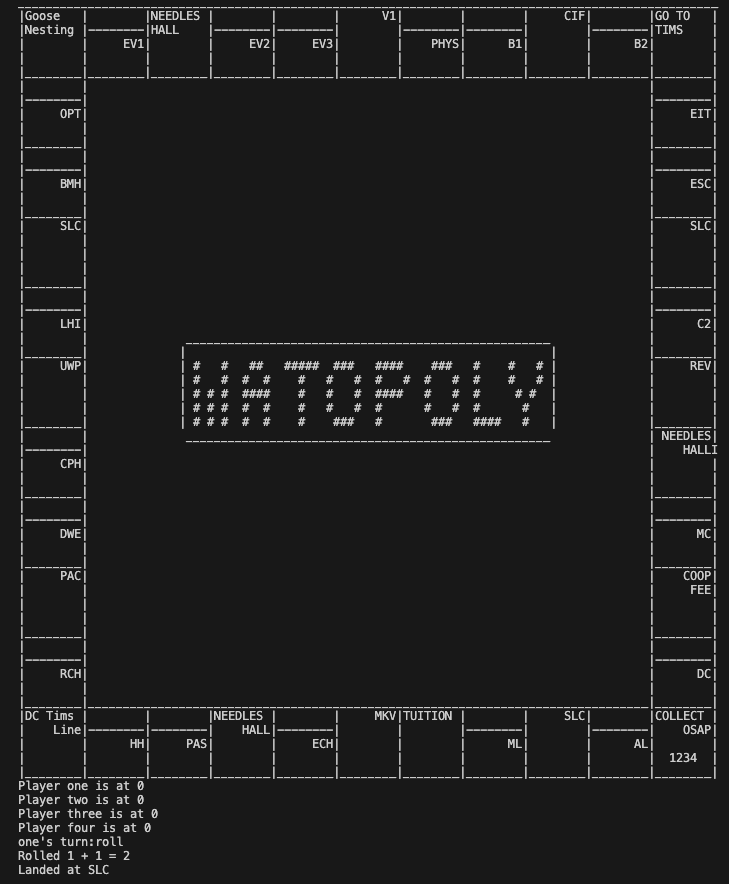 Goose NEEDLES V1 CIF GO TO
Nesting HALL TIMS
EV1 EV2 EV3 PHYS B1 B2
OPT EIT
BMH ESC
SLC SLC
LHI C2
UWP REV
WATOPOLY
NEEDLES
CPH HALL
DWE MC
PAC COOP
FEE
RCH DC
DC Tims NEEDLES MKV TUITION SLC COLLECT
Line HALL OSAP
HH PAS ECH ML AL
1234
Player one is at 0
Player two is at 0
Player three is at 0
Player four is at 0
one's turn:roll
Rolled 1 + 1 = 2
Landed at SLC